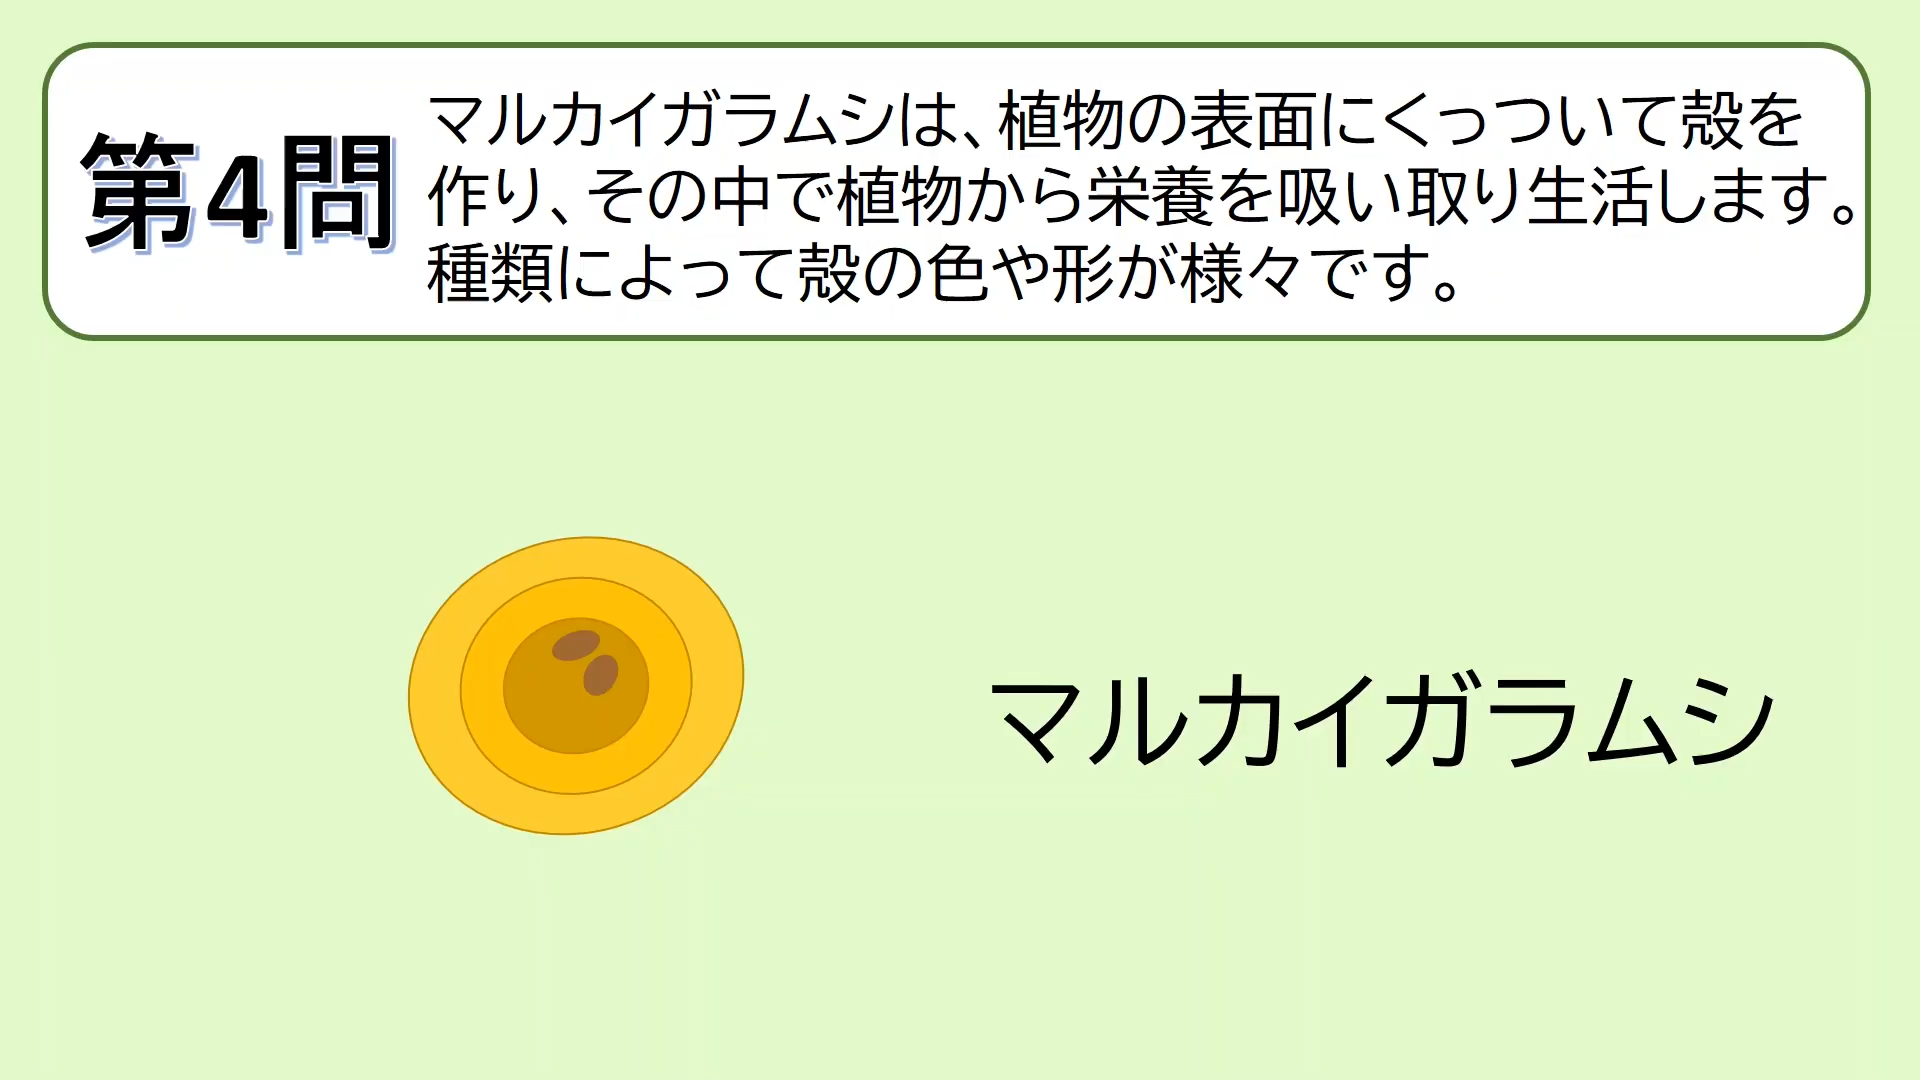 第4問
マルカイガラムシは、植物の表面にくっついて殻を
作り、その中で植物から栄養を吸い取り生活します。
種類によって殻の色や形が様々です。
マルカイガラムシ